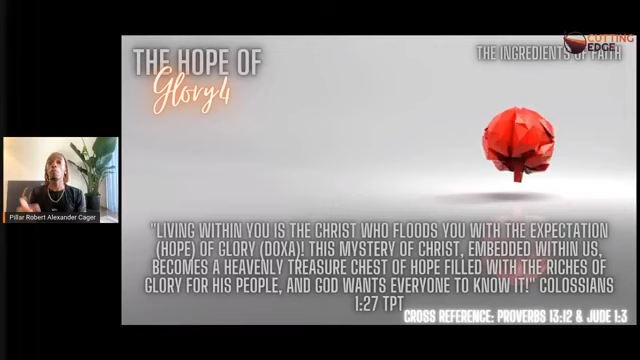 CUTTING
EDGE
THE HOPE OF
Glory4
THE INGREDIENTS OF FAITH
Pillar Robert Alexander Cager
"LIVING WITHIN YOU IS THE CHRIST WHO FLOODS YOU WITH THE EXPECTATION
(HOPE) OF GLORY (DOXA)! THIS MYSTERY OF CHRIST, EMBEDDED WITHIN US,
BECOMES A HEAVENLY TREASURE CHEST OF HOPE FILLED WITH THE RICHES OF
GLORY FOR HIS PEOPLE, AND GOD WANTS EVERYONE TO KNOW IT!" COLOSSIANS
1:27 TPT
CROSS REFERENCE: PROVERBS 13:12 & JUDE 1:3